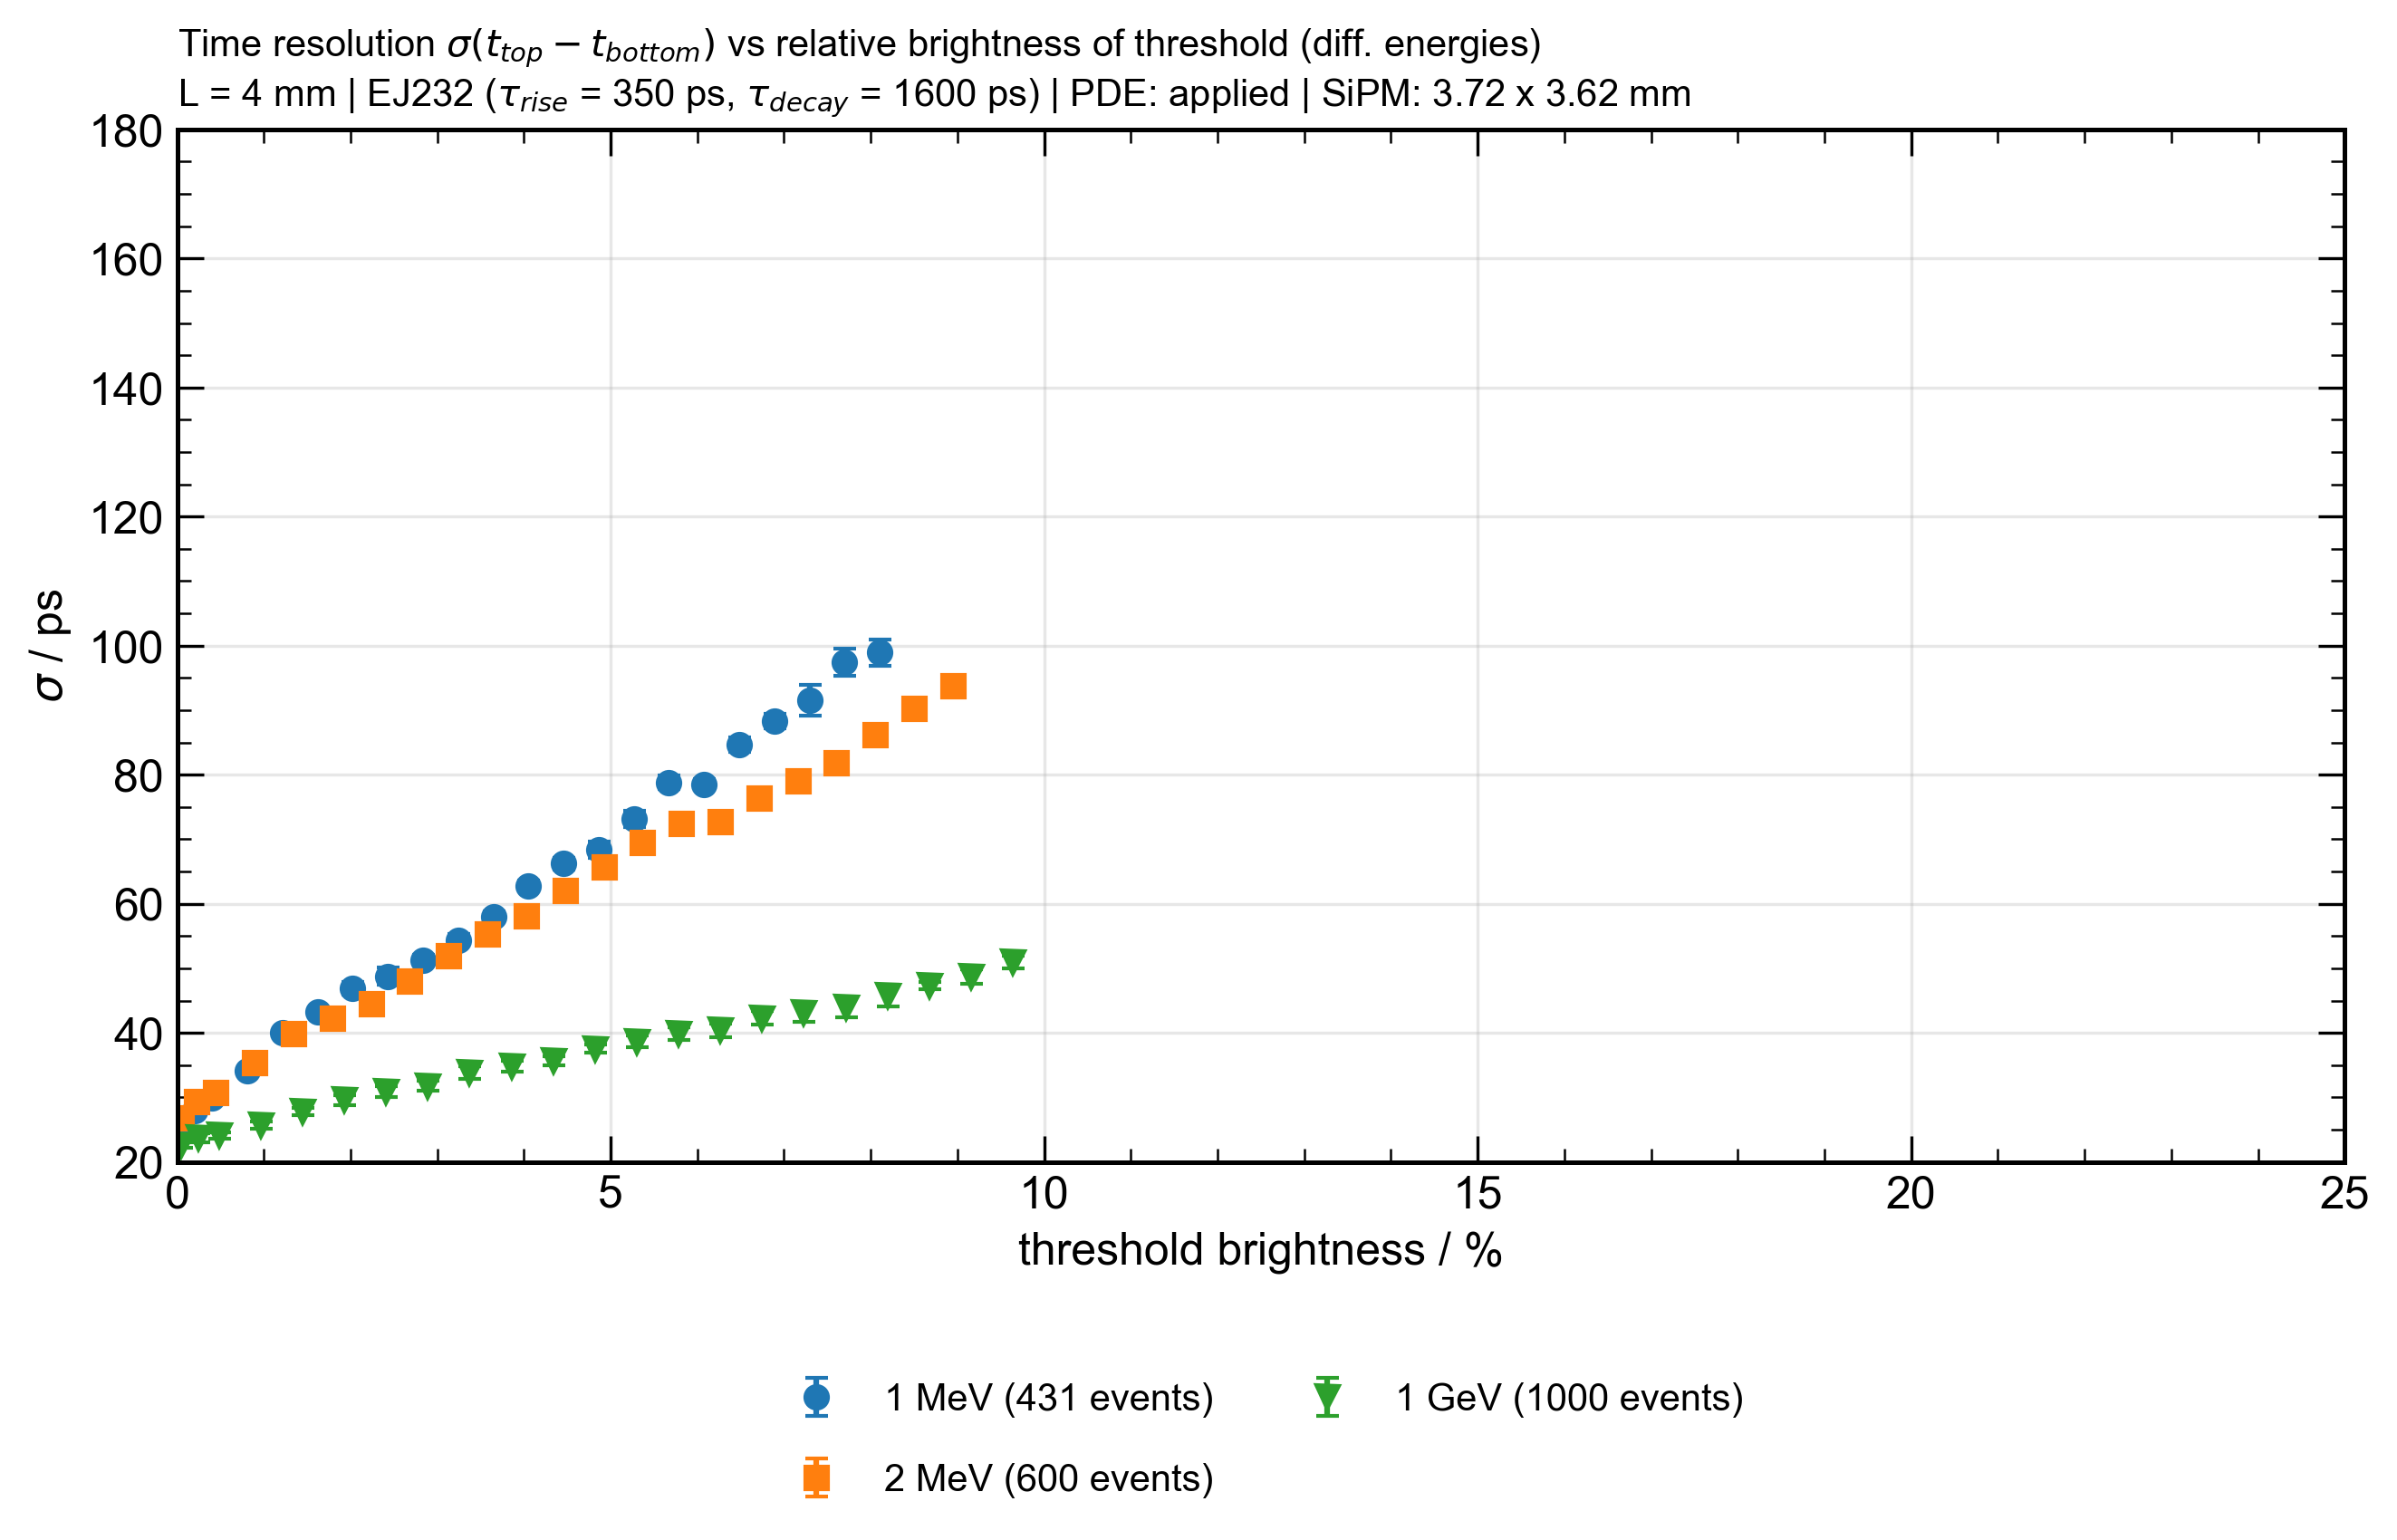 Time resolution σ(t_top − t_bottom) vs relative brightness of threshold (diff. energies)
L = 4 mm | EJ232 (τ_rise = 350 ps, τ_decay = 1600 ps) | PDE: applied | SiPM: 3.72 x 3.62 mm
180
160
140
120
100
80
60
40
20
σ / ps
0 5 10 15 20 25
threshold brightness / %
1 MeV (431 events) 1 GeV (1000 events)
2 MeV (600 events)